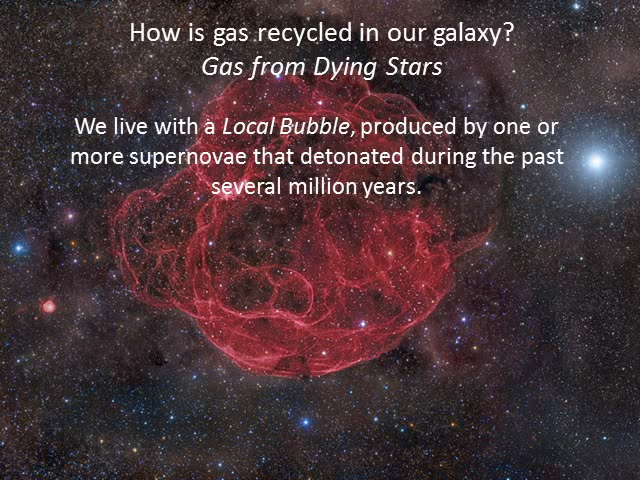 How is gas recycled in our galaxy?
Gas from Dying Stars
We live with a Local Bubble, produced by one or
more supernovae that detonated during the past
several million years.